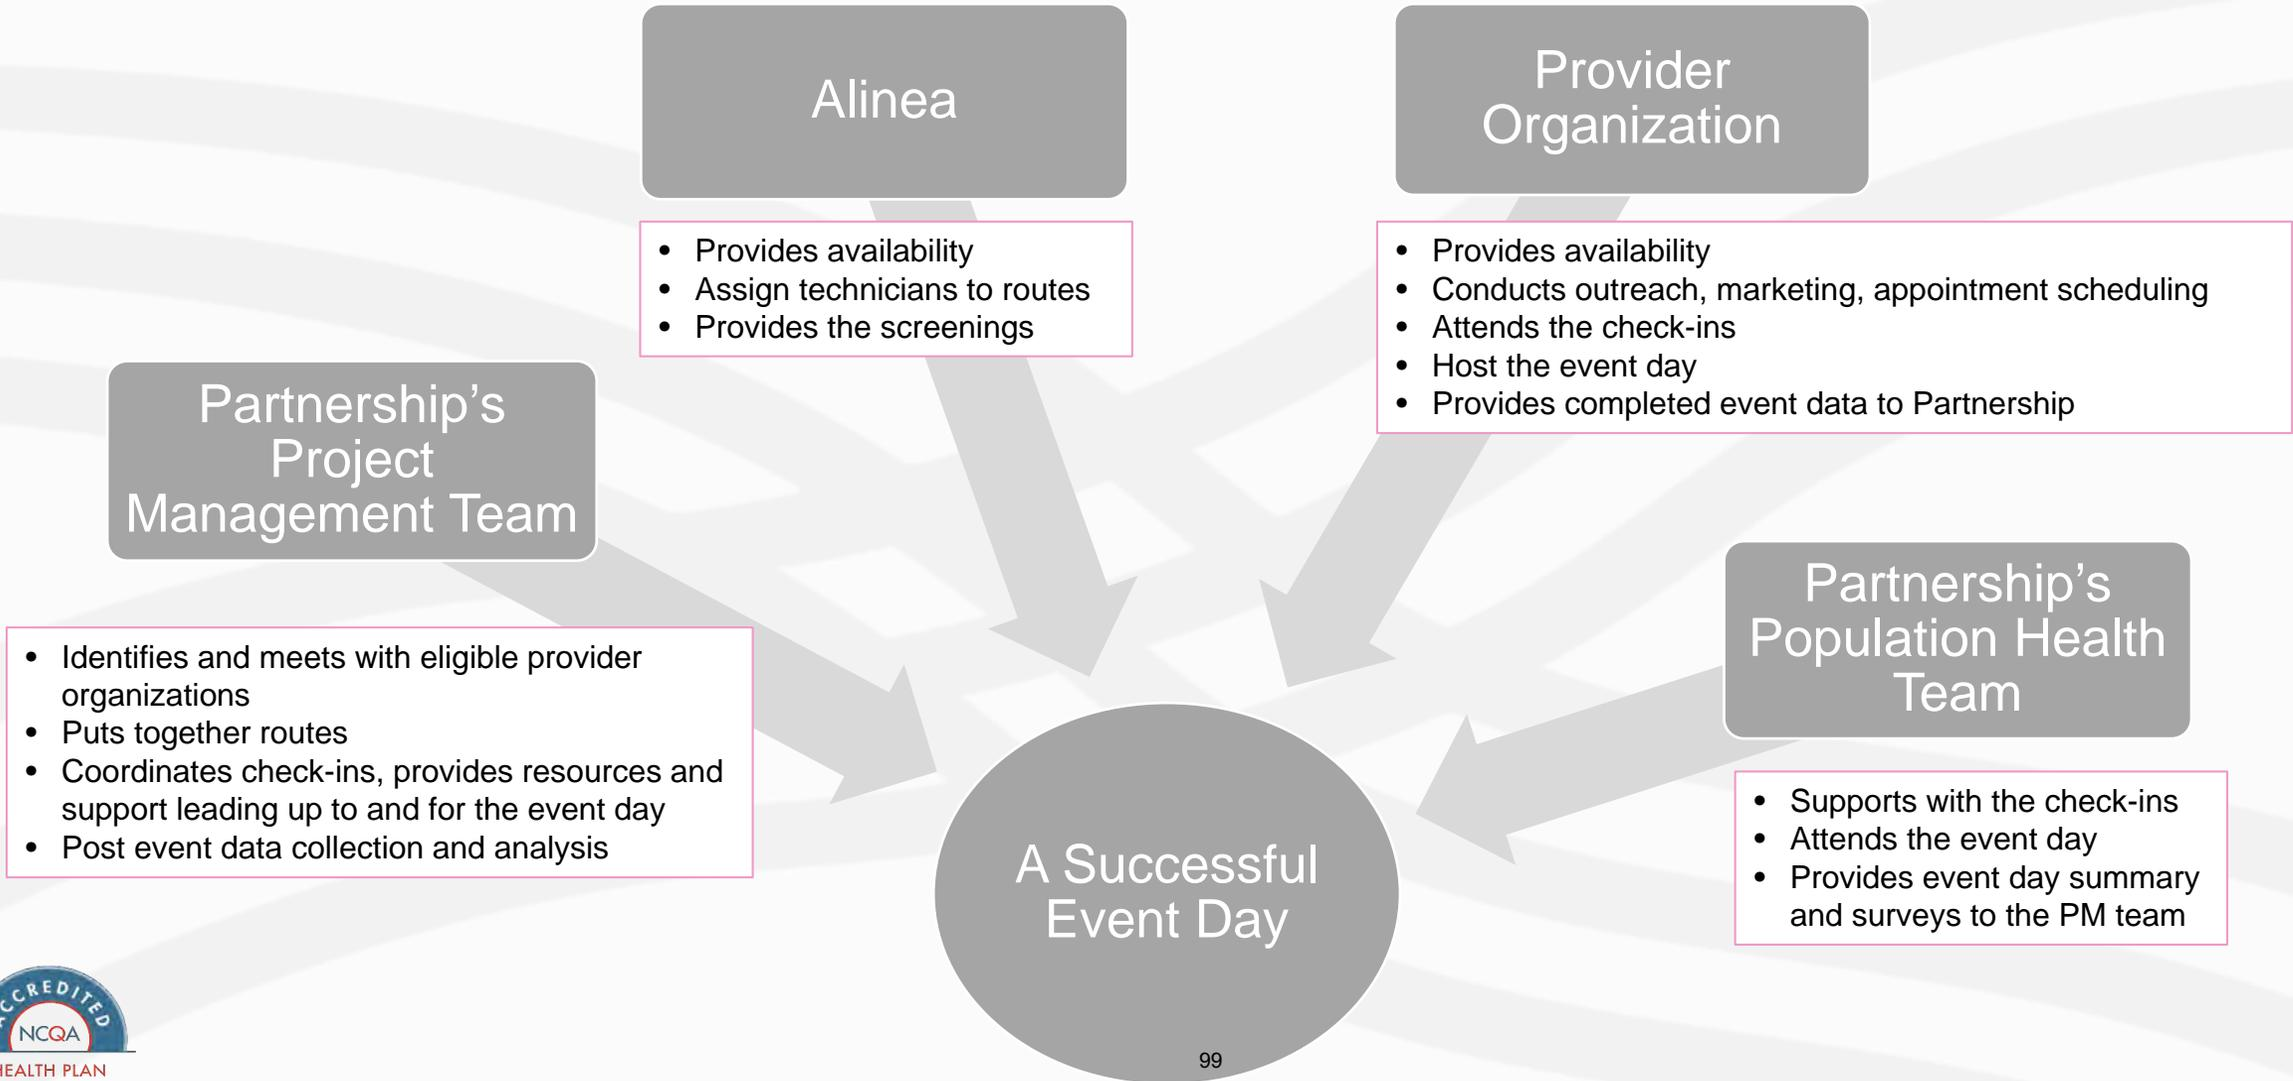 Alinea
Provider
Organization
• Provides availability
• Assign technicians to routes
• Provides the screenings
• Provides availability
• Conducts outreach, marketing, appointment scheduling
• Attends the check-ins
• Host the event day
• Provides completed event data to Partnership
Partnership’s
Project
Management Team
Partnership’s
Population Health
Team
• Identifies and meets with eligible provider
organizations
• Puts together routes
• Coordinates check-ins, provides resources and
support leading up to and for the event day
• Post event data collection and analysis
• Supports with the check-ins
• Attends the event day
• Provides event day summary
and surveys to the PM team
A Successful
Event Day
CCREDITED
NCQA
HEALTH PLAN
99